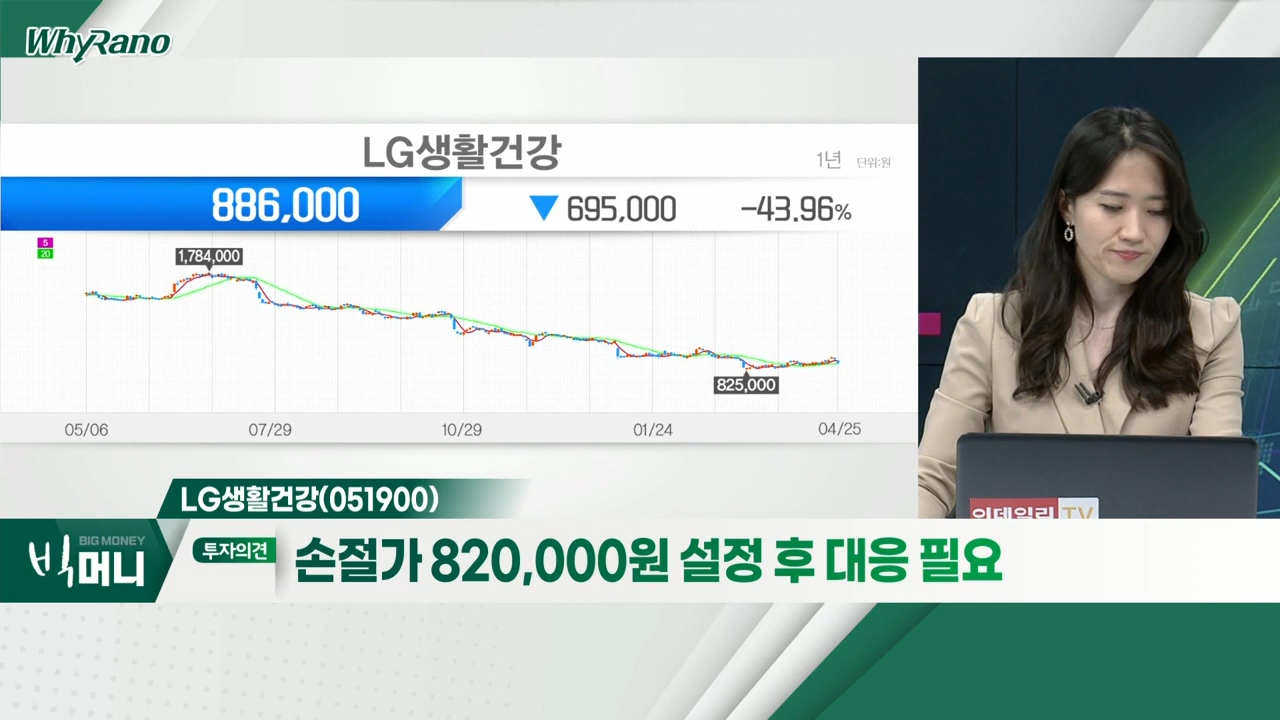 WhyRano
LG생활건강
1년 단위:원
886,000 ▼ 695,000 -43.96%
5
20
1,784,000
825,000
05/06 07/29 10/29 01/24 04/25
이데일리 TV
LG생활건강(051900)
BIG MONEY
빅머니
투자의견
손절가 820,000원 설정 후 대응 필요